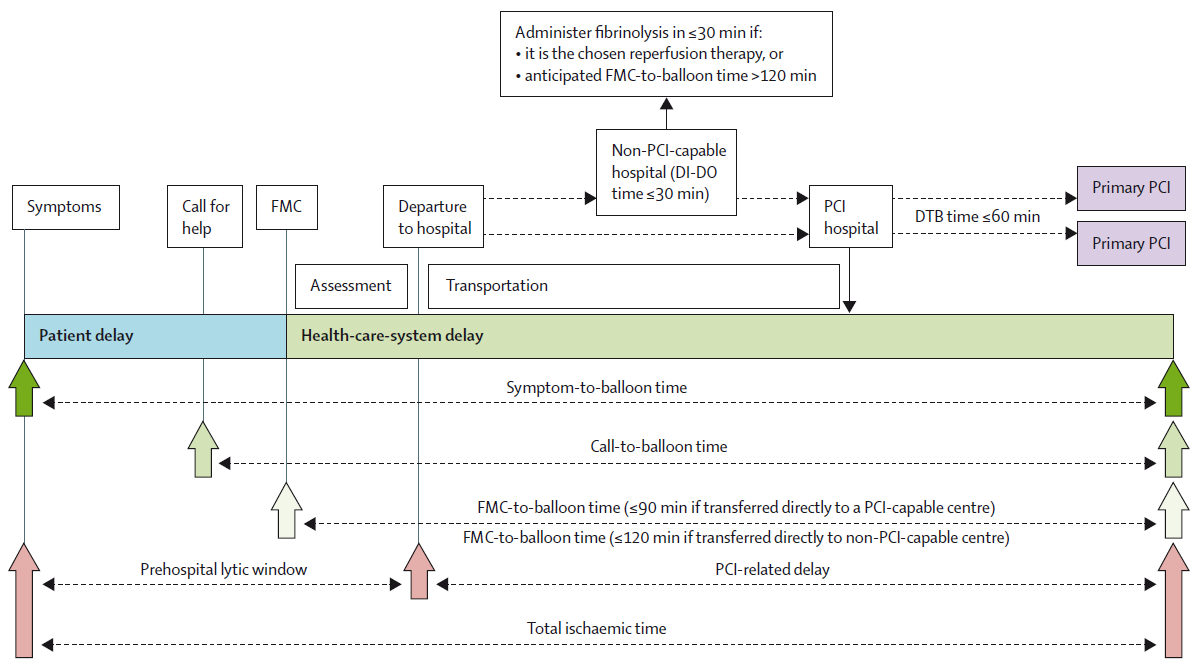 Administer fibrinolysis in ≤30 min if:
• it is the chosen reperfusion therapy, or
• anticipated FMC-to-balloon time >120 min
Non-PCI-capable
hospital (DI-DO
time ≤30 min)
Symptoms
Call for
help
FMC
Departure
to hospital
PCI
hospital
DTB time ≤60 min
Primary PCI
Primary PCI
Assessment
Transportation
Patient delay
Health-care-system delay
Symptom-to-balloon time
Call-to-balloon time
FMC-to-balloon time (≤90 min if transferred directly to a PCI-capable centre)
FMC-to-balloon time (≤120 min if transferred directly to non-PCI-capable centre)
Prehospital lytic window
PCI-related delay
Total ischaemic time